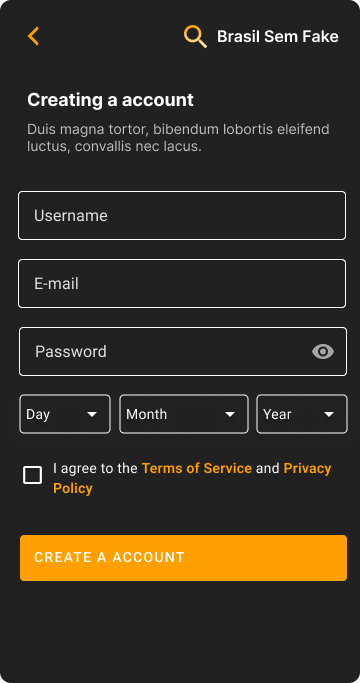 Brasil Sem Fake
Creating a account
Duis magna tortor, bibendum lobortis eleifend
luctus, convallis nec lacus.
Username
E-mail
Password
Day Month Year
I agree to the Terms of Service and Privacy
Policy
CREATE A ACCOUNT